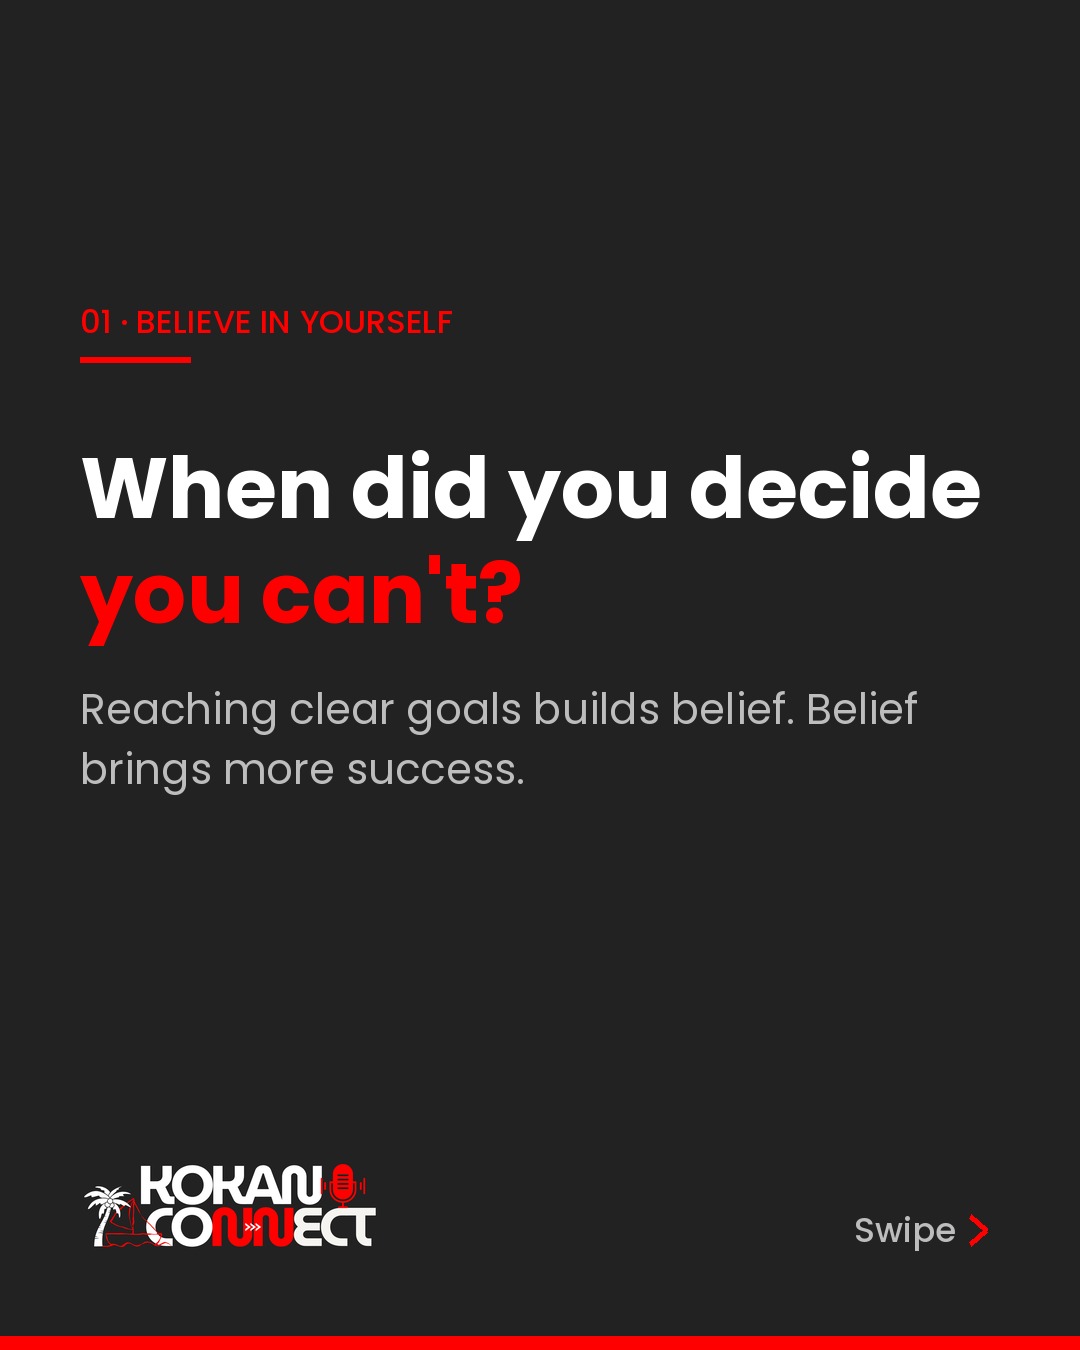 01 · BELIEVE IN YOURSELF
When did you decide
you can't?
Reaching clear goals builds belief. Belief
brings more success.
KOKAN
CONNECT
Swipe